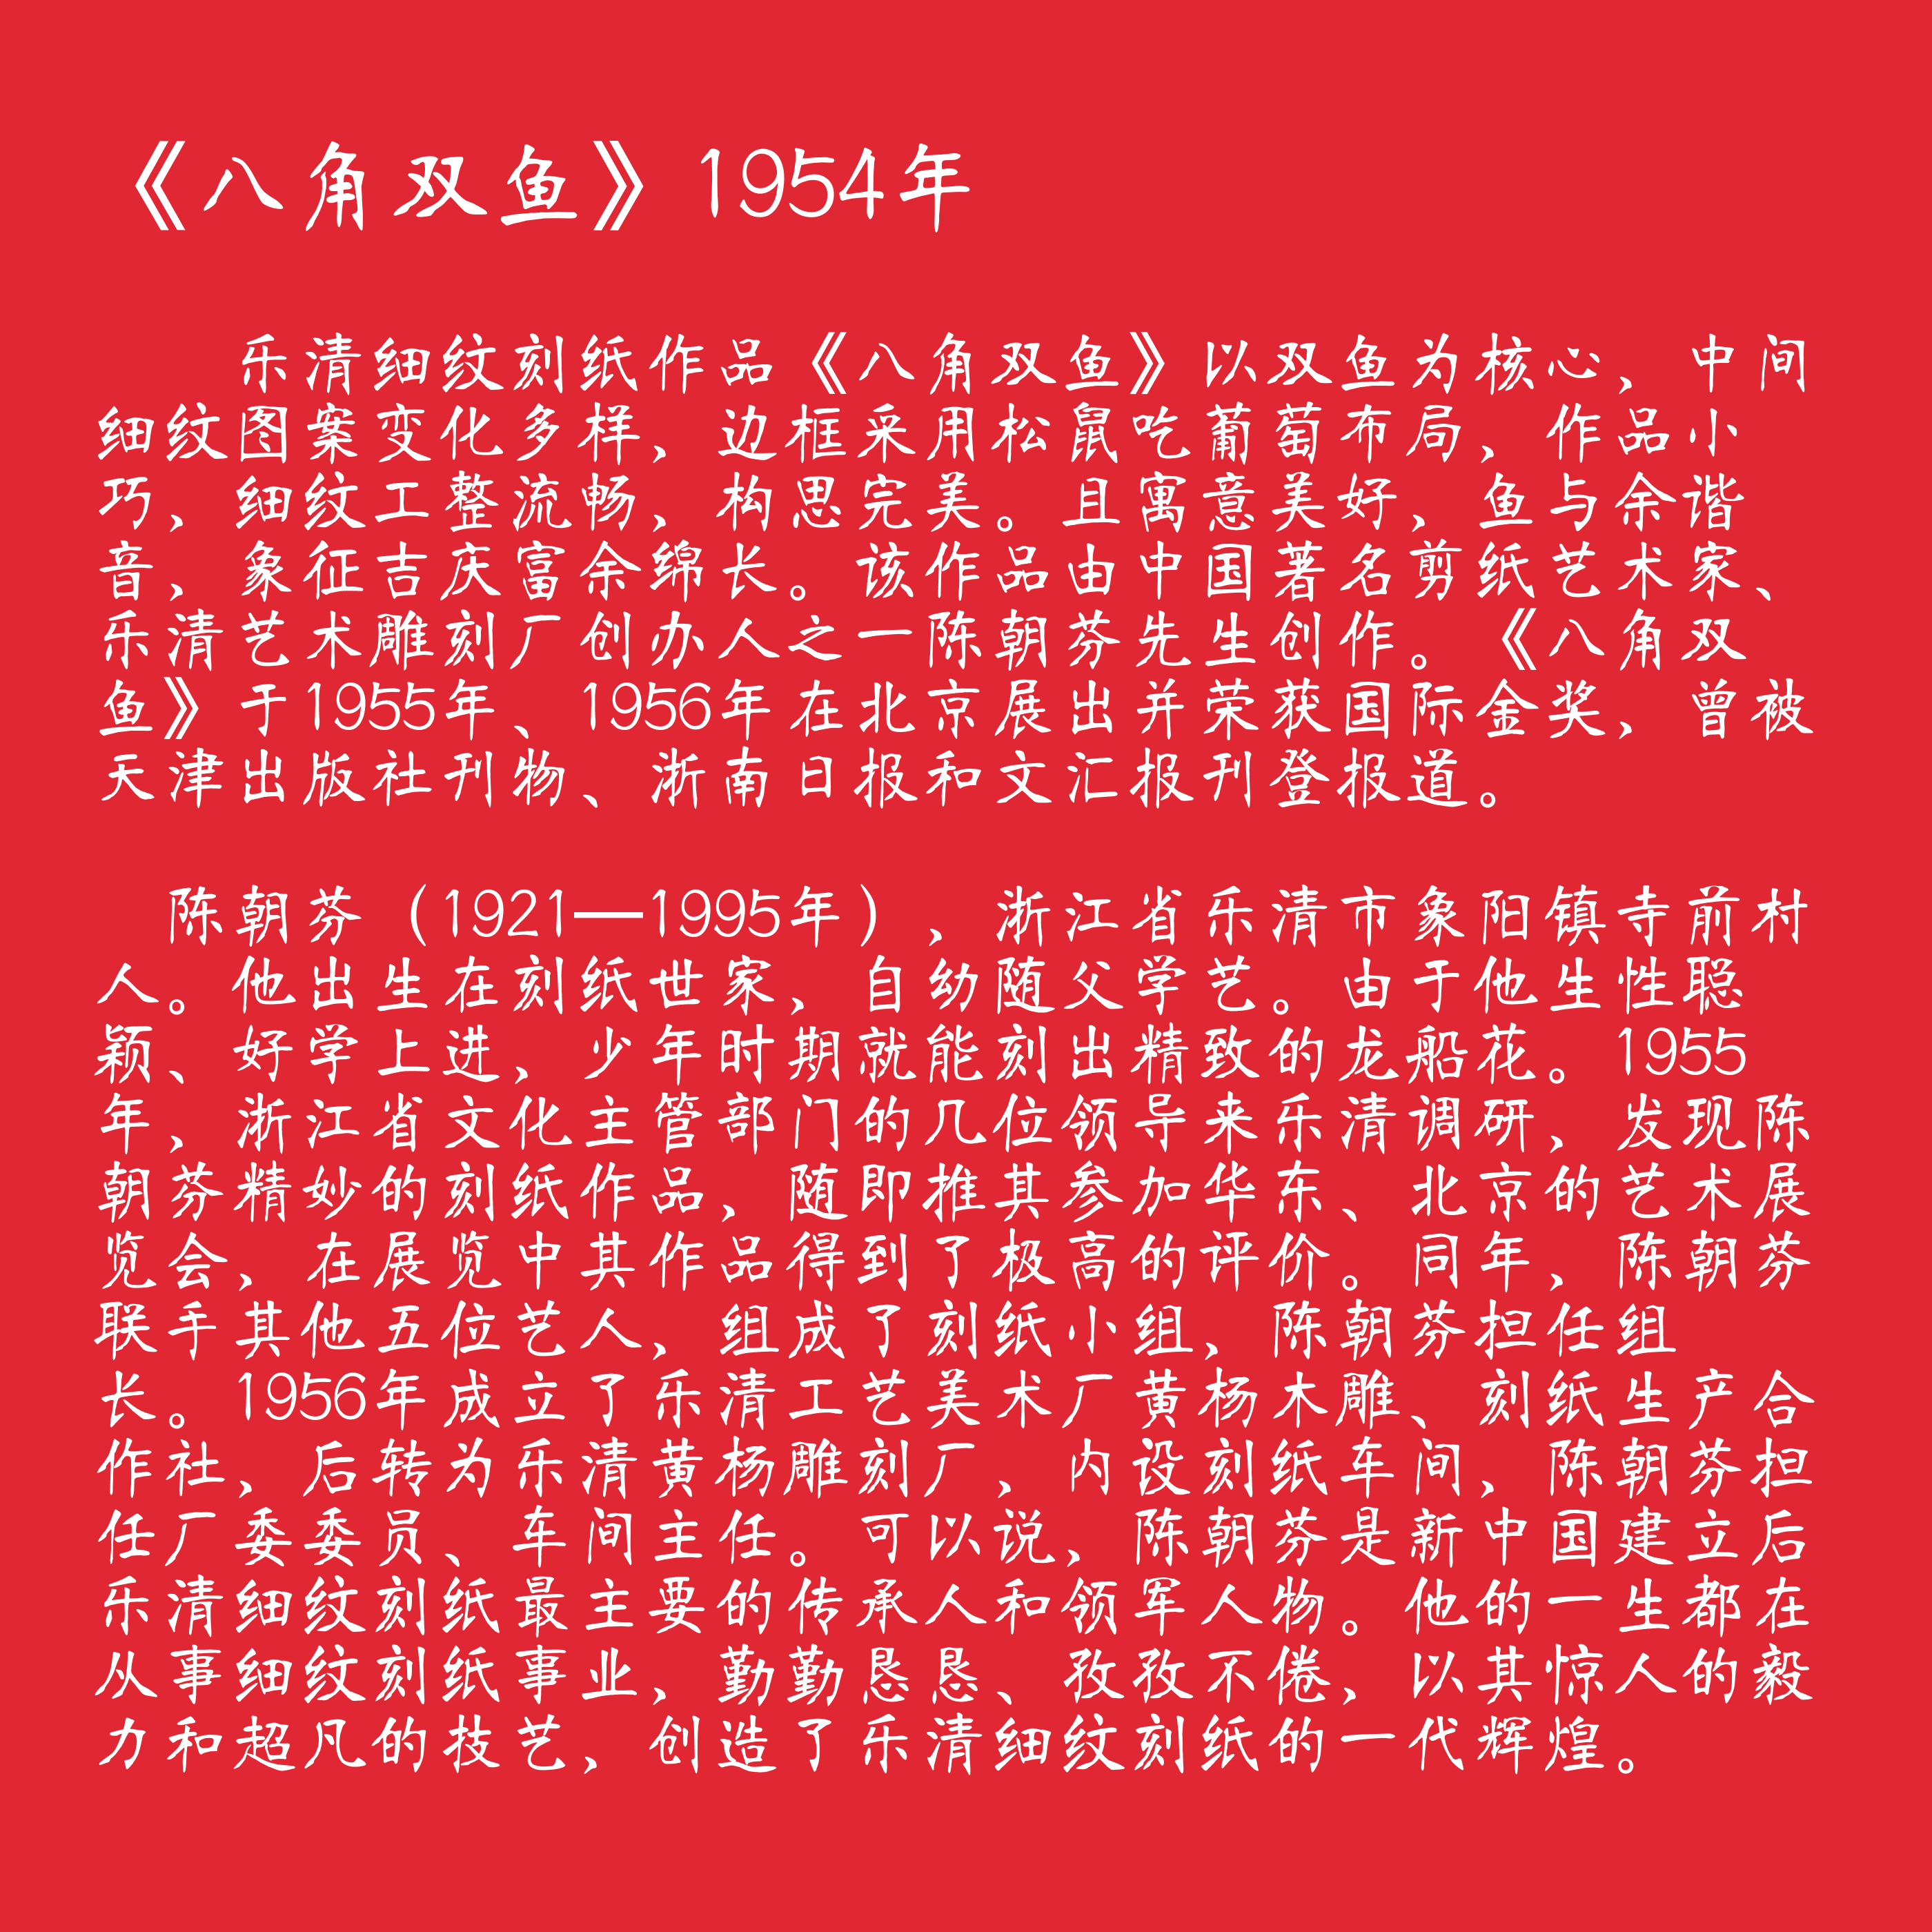 《八角双鱼》1954年
乐清细纹刻纸作品《八角双鱼》以双鱼为核心，中间
细纹图案变化多样，边框采用松鼠吃葡萄布局，作品小
巧，细纹工整流畅，构思完美。且寓意美好，鱼与余谐
音，象征吉庆富余绵长。该作品由中国著名剪纸艺术家、
乐清艺术雕刻厂创办人之一陈朝芬先生创作。《八角双
鱼》于1955年、1956年在北京展出并荣获国际金奖，曾被
天津出版社刊物、浙南日报和文汇报刊登报道。
陈朝芬（1921—1995年），浙江省乐清市象阳镇寺前村
人。他出生在刻纸世家，自幼随父学艺。由于他生性聪
颖、好学上进，少年时期就能刻出精致的龙船花。1955
年，浙江省文化主管部门的几位领导来乐清调研，发现陈
朝芬精妙的刻纸作品，随即推其参加华东、北京的艺术展
览会，在展览中其作品得到了极高的评价。同年，陈朝芬
联手其他五位艺人，组成了刻纸小组，陈朝芬担任组
长。1956年成立了乐清工艺美术厂黄杨木雕、刻纸生产合
作社，后转为乐清黄杨雕刻厂，内设刻纸车间，陈朝芬担
任厂委委员、车间主任。可以说，陈朝芬是新中国建立后
乐清细纹刻纸最主要的传承人和领军人物。他的一生都在
从事细纹刻纸事业，勤勤恳恳、孜孜不倦，以其惊人的毅
力和超凡的技艺，创造了乐清细纹刻纸的一代辉煌。